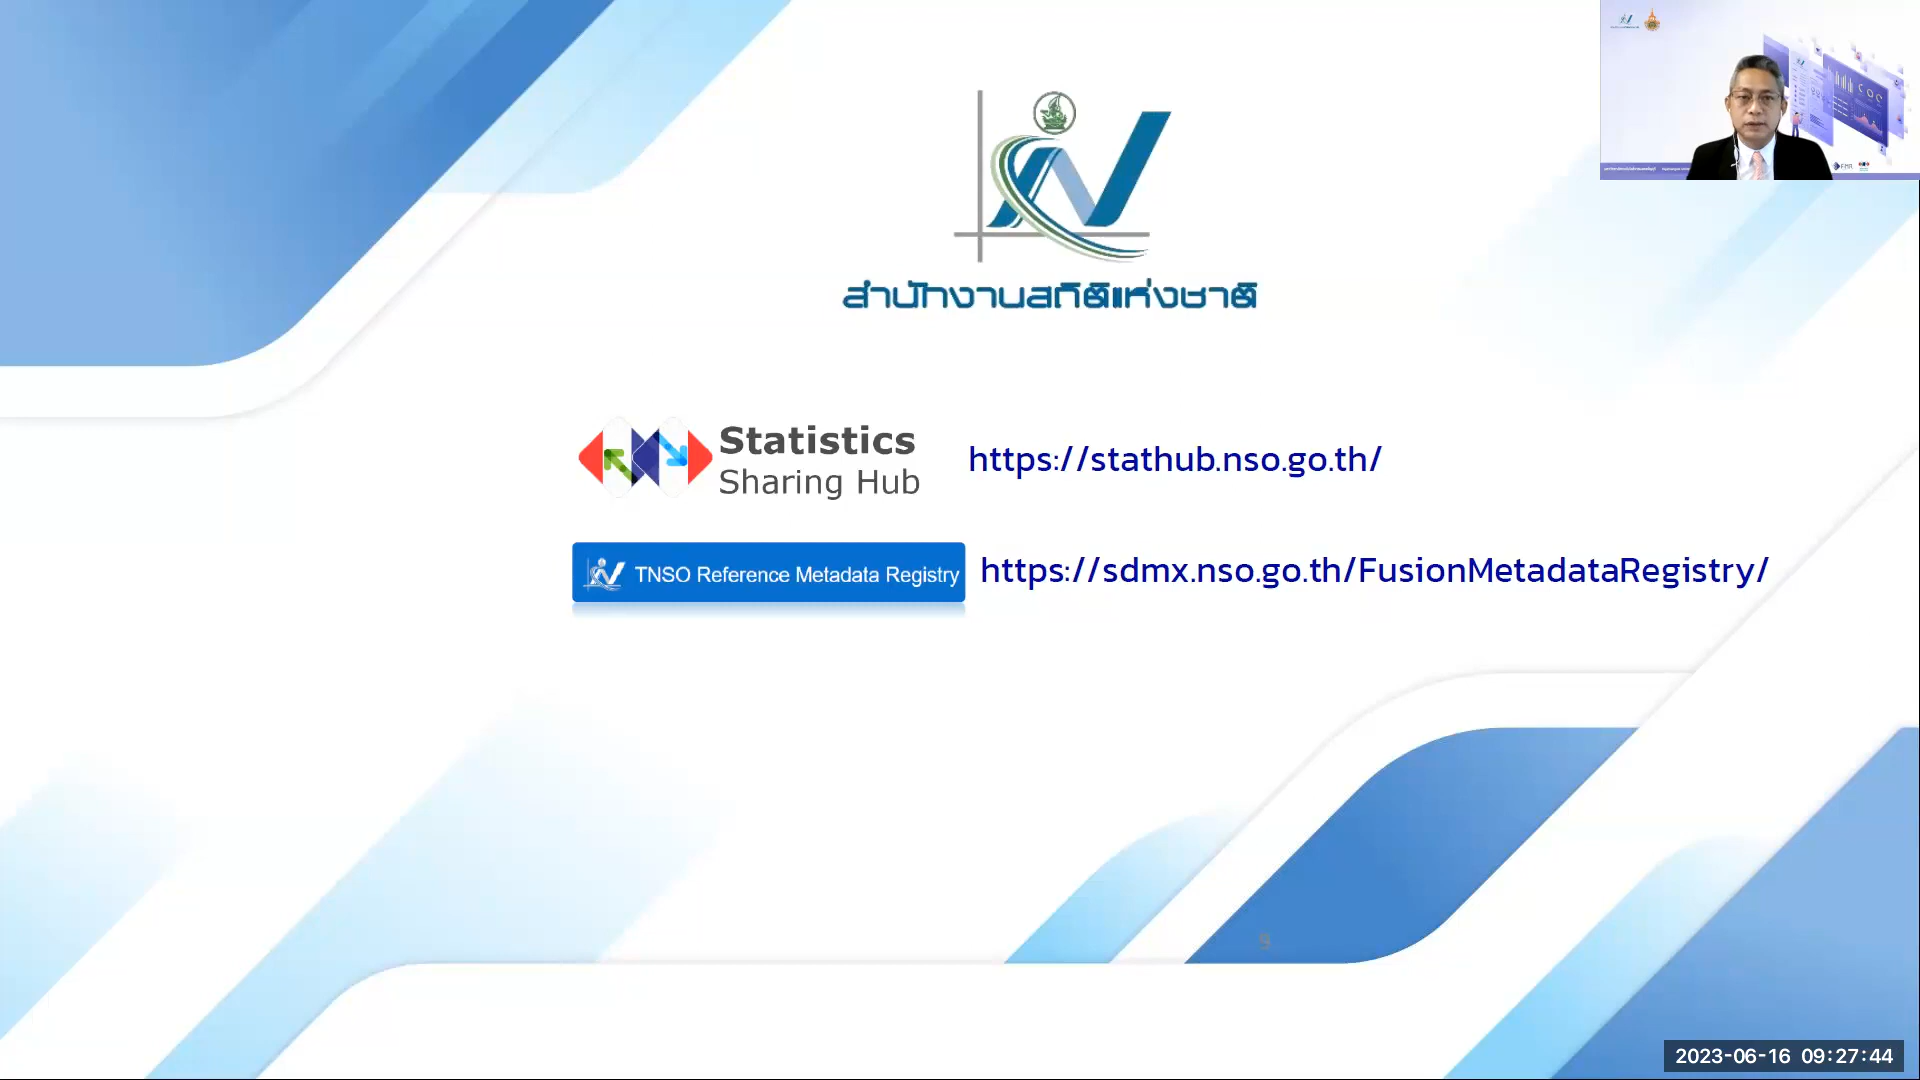 สำนักงานสถิติแห่งชาติ
Statistics
Sharing Hub
https://stathub.nso.go.th/
TNSO Reference Metadata Registry
https://sdmx.nso.go.th/FusionMetadataRegistry/
9
2023-06-16 09:27:44